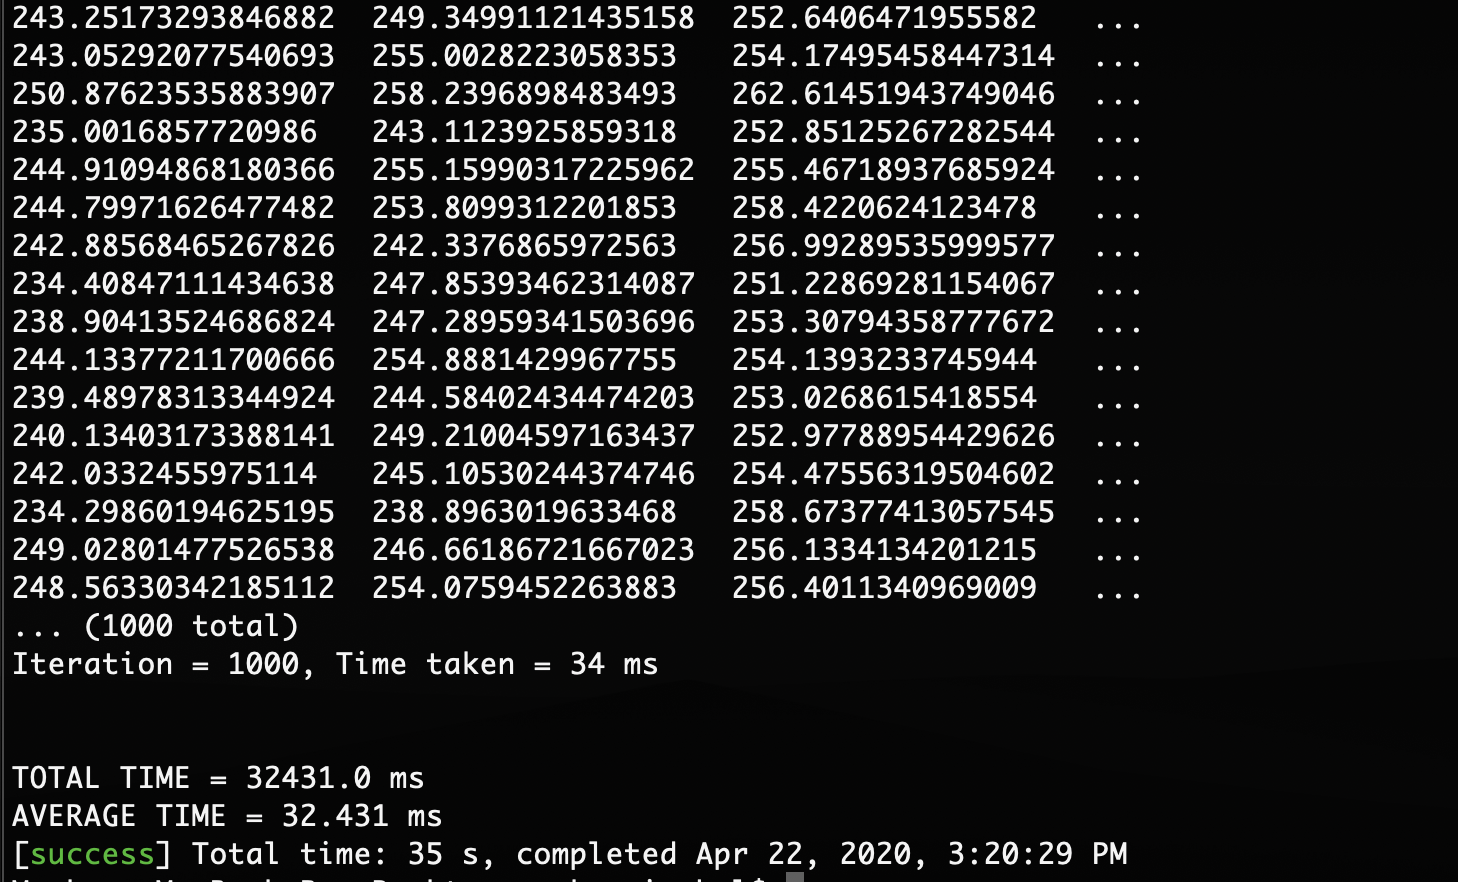 243.25173293846882 249.34991121435158 252.6406471955582 ...
243.05292077540693 255.0028223058353 254.17495458447314 ...
250.87623535883907 258.2396898483493 262.61451943749046 ...
235.0016857720986 243.1123925859318 252.85125267282544 ...
244.91094868180366 255.15990317225962 255.46718937685924 ...
244.79971626477482 253.8099312201853 258.4220624123478 ...
242.88568465267826 242.3376865972563 256.99289535999577 ...
234.40847111434638 247.85393462314087 251.22869281154067 ...
238.90413524686824 247.28959341503696 253.30794358777672 ...
244.13377211700666 254.8881429967755 254.1393233745944 ...
239.48978313344924 244.58402434474203 253.0268615418554 ...
240.13403173388141 249.21004597163437 252.97788954429626 ...
242.0332455975114 245.10530244374746 254.47556319504602 ...
234.29860194625195 238.8963019633468 258.67377413057545 ...
249.02801477526538 246.66186721667023 256.1334134201215 ...
248.56330342185112 254.0759452263883 256.4011340969009 ...
... (1000 total)
Iteration = 1000, Time taken = 34 ms
TOTAL TIME = 32431.0 ms
AVERAGE TIME = 32.431 ms
[success] Total time: 35 s, completed Apr 22, 2020, 3:20:29 PM